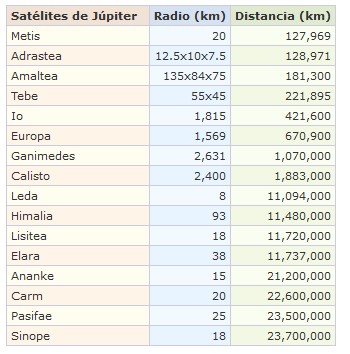 Satélites de Júpiter Radio (km) Distancia (km)
Metis 20 127,969
Adrastea 12.5x10x7.5 128,971
Amaltea 135x84x75 181,300
Tebe 55x45 221,895
Io 1,815 421,600
Europa 1,569 670,900
Ganimedes 2,631 1,070,000
Calisto 2,400 1,883,000
Leda 8 11,094,000
Himalia 93 11,480,000
Lisitea 18 11,720,000
Elara 38 11,737,000
Ananke 15 21,200,000
Carm 20 22,600,000
Pasifae 25 23,500,000
Sinope 18 23,700,000